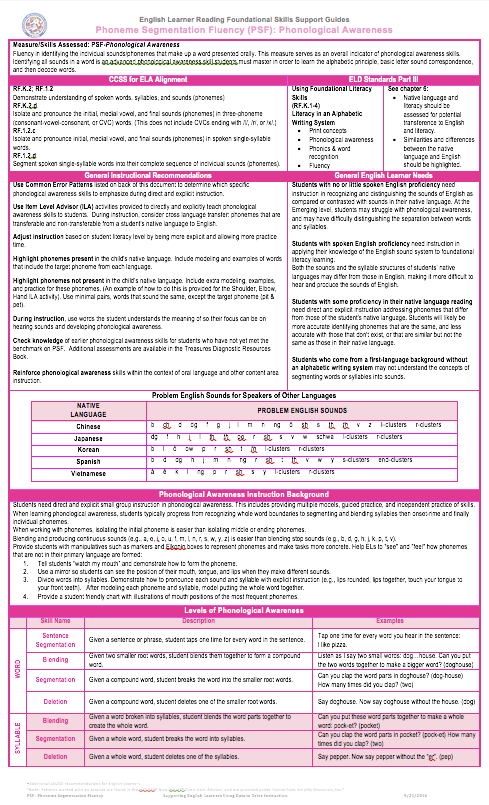 English Learner Reading Foundational Skills Support Guides
Phoneme Segmentation Fluency (PSF): Phonological Awareness
Measure/Skills Assessed: PSF-Phonological Awareness
Fluency in identifying the individual sounds/phonemes that make up a word presented orally. This measure serves as an overall indicator of phonological awareness skills.
Identifying all sounds in a word is an advanced phonological awareness skill students must master in order to learn the alphabetic principle, basic letter sound correspondence,
and then decode words.
CCSS for ELA Alignment
RF.K.2; RF.1.2
Demonstrate understanding of spoken words, syllables, and sounds (phonemes)
RF.K.2.d
Isolate and pronounce the initial, medial vowel, and final sounds (phonemes) in three-phoneme
(consonant-vowel-consonant, or CVC) words. (This does not include CVCs ending with /l/, /r/, or /x/.)
RF.1.2.c
Isolate and pronounce initial, medial vowel, and final sounds (phonemes) in spoken single-syllable
words.
RF.1.2.d
Segment spoken single-syllable words into their complete sequence of individual sounds (phonemes).
ELD Standards Part III
Using Foundational Literacy
Skills
(RF.K.1-4)
Literacy in an Alphabetic
Writing System
• Print concepts
• Phonological awareness
• Phonics & word
recognition
• Fluency
See chapter 6:
• Native language and
literacy should be
assessed for potential
transference to English
and literacy.
• Similarities and differences
between the native
language and English
should be highlighted.
General Instructional Recommendations
Use Common Error Patterns listed on back of this document to determine which specific
phonological awareness skills to emphasize during direct and explicit instruction.
Use Item Level Advisor (ILA) activities provided to directly and explicitly teach phonological
awareness skills to students. During instruction, consider cross language transfer: phonemes that are
transferable and non-transferable from a student's native language to English.
Adjust instruction based on student literacy level by being more explicit and allowing more practice
time.
Highlight phonemes present in the child's native language. Include modeling and examples of words
that include the target phoneme from each language.
Highlight phonemes not present in the child's native language. Include extra modeling, examples,
and practice for these phonemes. (An example of how to do this is provided for the Shoulder, Elbow,
Hand ILA activity). Use minimal pairs, words that sound the same, except the target phoneme (pit &
pet).
During instruction, use words the student understands the meaning of so their focus can be on
hearing sounds and developing phonological awareness.
Check knowledge of earlier phonological awareness skills for students who have not yet met the
benchmark on PSF. Additional assessments are available in the Treasures Diagnostic Resources
Book.
Reinforce phonological awareness skills within the context of oral language and other content area
instruction.
General English Learner Needs
Students with no or little spoken English proficiency need
instruction in recognizing and distinguishing the sounds of English as
compared or contrasted with sounds in their native language. At the
Emerging level, students may struggle with phonological awareness, and
may have difficulty distinguishing the separation between words
and syllables.
Students with spoken English proficiency need instruction in
applying their knowledge of the English sound system to foundational
literacy learning.
Both the sounds and the syllable structures of students' native
languages may differ from those in English, making it more difficult to
hear and produce the sounds of English.
Students with some proficiency in their native language reading
need direct and explicit instruction addressing phonemes that differ
from those of the student's native language. Students will likely be
more accurate identifying phonemes that are the same, and less
accurate with those that don't exist, or that are similar but not the
same as those in their native language.
Students who come from a first-language background without
an alphabetic writing system may not understand the concepts of
segmenting words or syllables into sounds.
Problem English Sounds for Speakers of Other Languages
NATIVE
LANGUAGE
PROBLEM ENGLISH SOUNDS
Chinese
Japanese
Korean
Spanish
Vietnamese
Phonological Awareness Instruction Background
Students need direct and explicit small group instruction in phonological awareness. This includes providing multiple models, guided practice, and independent practice of skills.
When learning phonological awareness, students typically progress from recognizing whole word boundaries to segmenting and blending syllables then onset-rime and finally
individual phonemes.
When working with phonemes, isolating the initial phoneme is easier than isolating middle or ending phonemes.
Blending and producing continuous sounds (e.g., a, e, i, o, u, f, m, l, n, r, s, w, y, z) is easier than blending stop sounds (e.g., b, d, g, h, j, k, p, t, v).
Provide students with manipulatives such as markers and Elkonin boxes to represent phonemes and make tasks more concrete. Help ELs to "see" and "feel" how phonemes
that are not in their primary language are formed:
1. Tell students "watch my mouth" and demonstrate how to form the phoneme.
2. Use a mirror so students can see the position of their mouth, tongue, and lips when they make different sounds.
3. Divide words into syllables. Demonstrate how to pronounce each sound and syllable with explicit instruction (e.g., lips rounded, lips together, touch your tongue to
your front teeth). After modeling each phoneme and syllable, model putting the whole word together.
4. Provide a student friendly chart with illustrations of mouth positions of the most frequent phonemes.
Levels of Phonological Awareness
Skill Name Description Examples
WORD
Sentence
Segmentation
Given a sentence or phrase, student taps one time for every word in the sentence.
Tap one time for every word you hear in the sentence:
I like pizza.
Blending
Given two smaller root words, student blends them together to form a compound
word.
Listen as I say two small words: dog...house. Can you put
the two words together to make a bigger word? (doghouse)
Segmentation
Given a compound word, student breaks the word into the smaller root words.
Can you clap the word parts in doghouse? (dog-house)
How many times did you clap? (two)
Deletion
Given a compound word, student deletes one of the smaller root words.
Say doghouse. Now say doghouse without the house. (dog)
SYLLABLE
Blending
Given a word broken into syllables, student blends the word parts together to
create the whole word.
Can you put these word parts together to make a whole
word: pock-et? (pocket)
Segmentation
Given a whole word, student breaks the word into syllables.
Can you clap the word parts in pocket? (pock-et) How many
times did you clap? (two)
Deletion
Given a whole word, student deletes one of the syllables.
Say pepper. Now say pepper without the "er". (pep)
PSF- Phoneme Segmentation Fluency